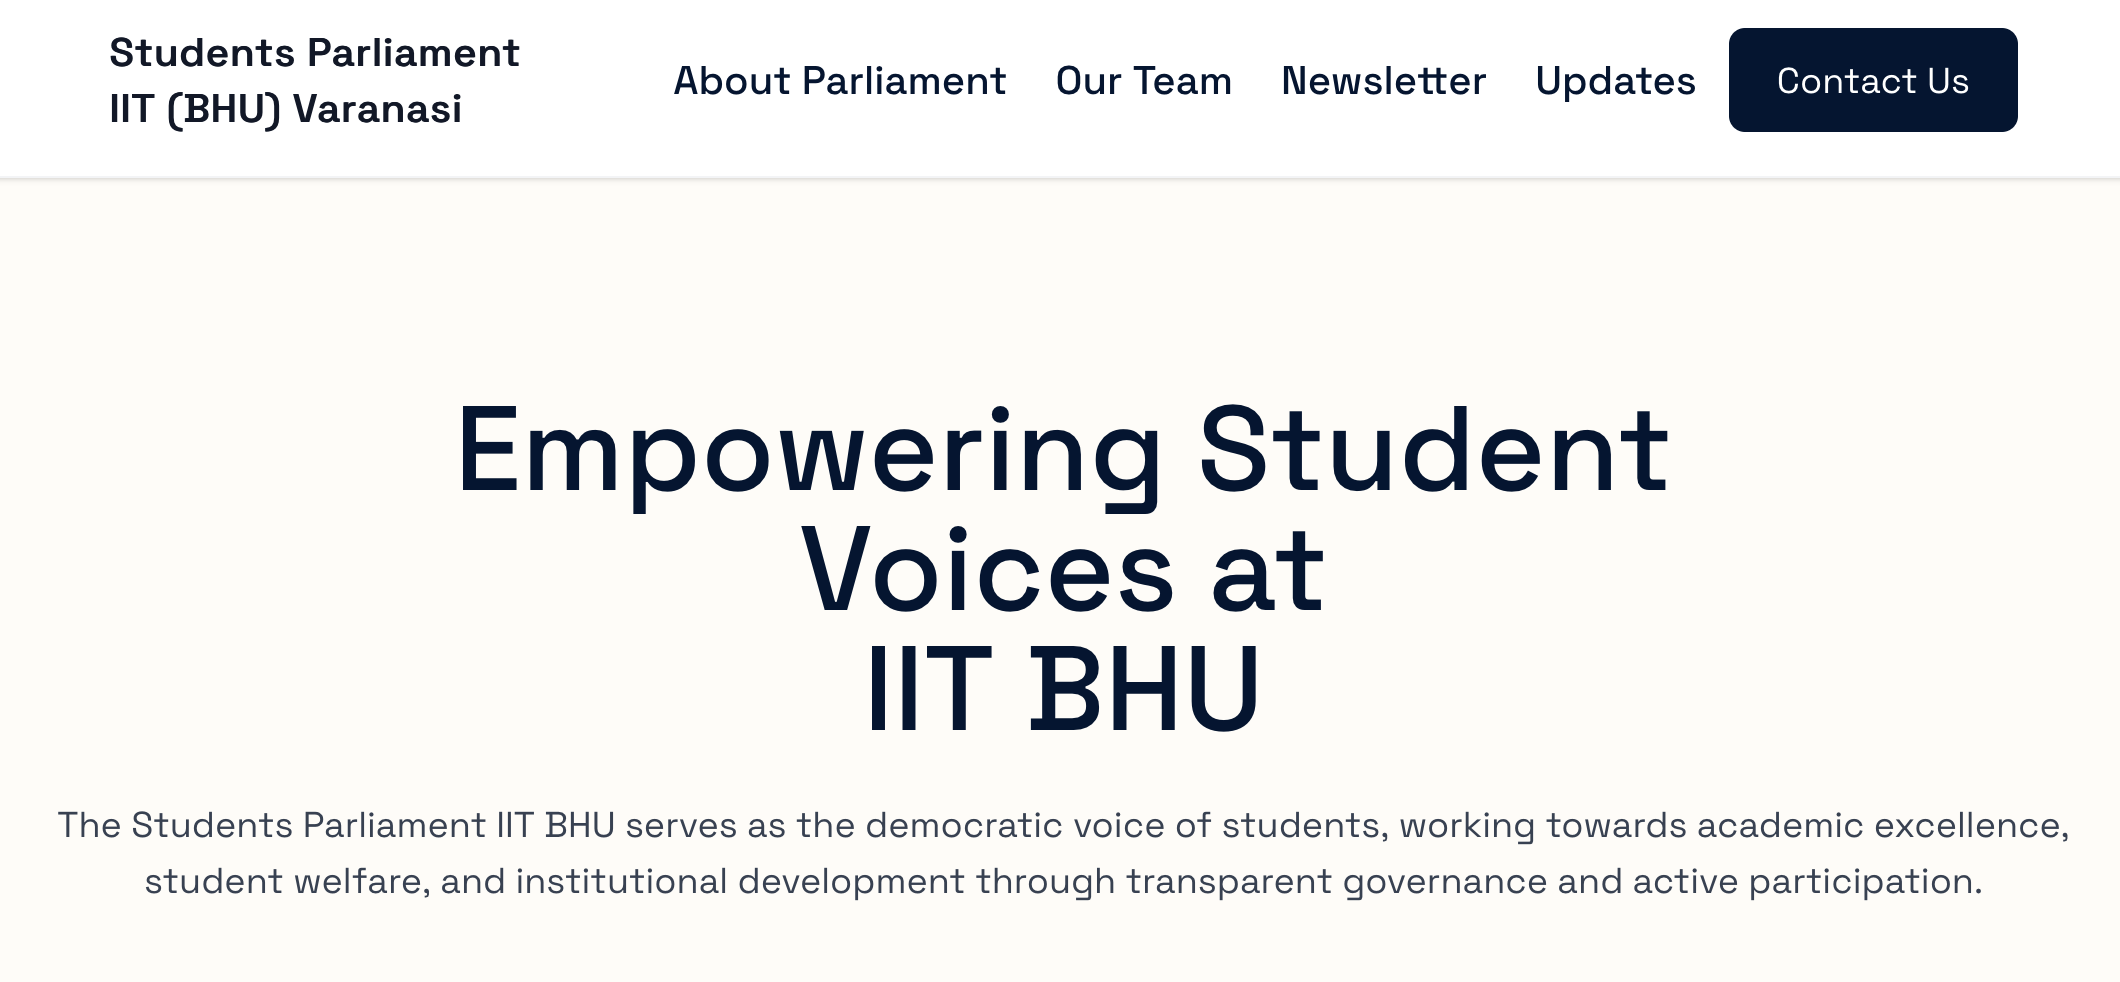 Students Parliament
IIT (BHU) Varanasi
About Parliament
Our Team
Newsletter
Updates
Contact Us
Empowering Student
Voices at
IIT BHU
The Students Parliament IIT BHU serves as the democratic voice of students, working towards academic excellence,
student welfare, and institutional development through transparent governance and active participation.